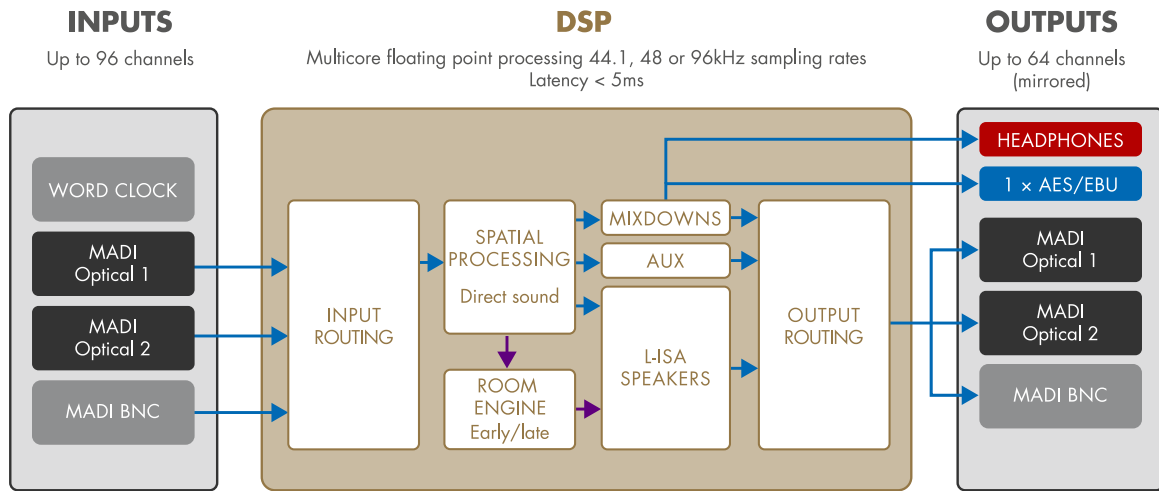 INPUTS
Up to 96 channels
WORD CLOCK
MADI
Optical 1
MADI
Optical 2
MADI BNC
DSP
Multicore floating point processing 44.1, 48 or 96kHz sampling rates
Latency < 5ms
INPUT
ROUTING
SPATIAL
PROCESSING
Direct sound
ROOM
ENGINE
Early/late
MIXDOWNS
AUX
L-ISA
SPEAKERS
OUTPUT
ROUTING
OUTPUTS
Up to 64 channels
(mirrored)
HEADPHONES
1 × AES/EBU
MADI
Optical 1
MADI
Optical 2
MADI BNC